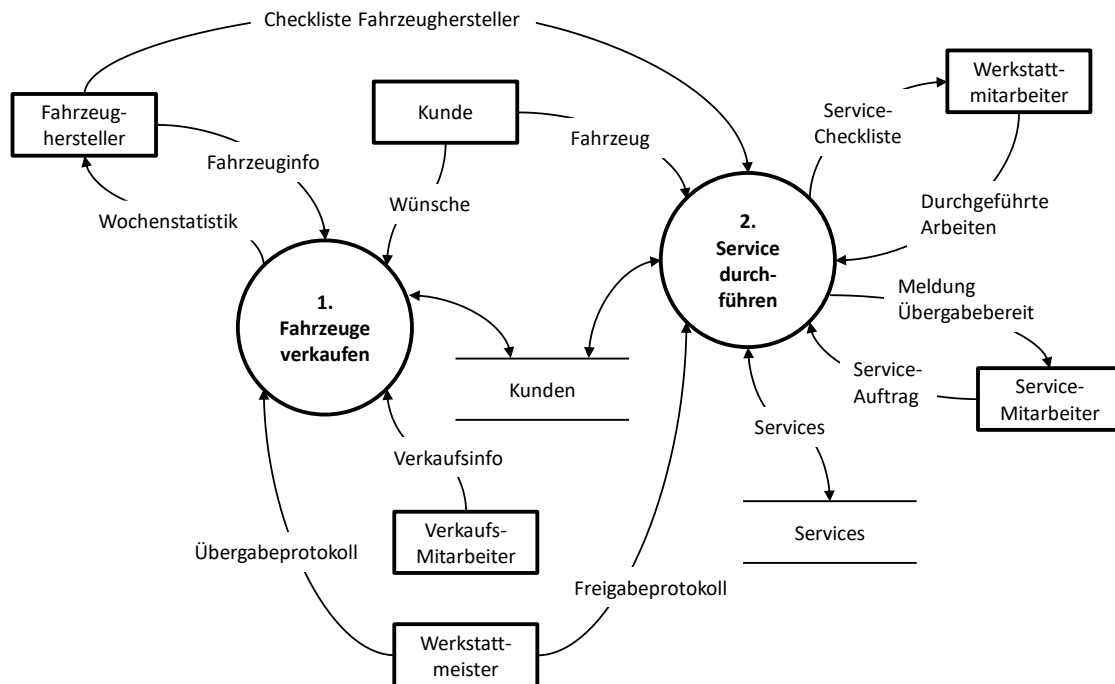 Checkliste Fahrzeughersteller
Fahrzeug-
hersteller
Kunde
Werkstatt-
mitarbeiter
Service-
Checkliste
Fahrzeug
Fahrzeuginfo
Wünsche
Wochenstatistik
Durchgeführte
Arbeiten
2.
Service
durch-
führen
1.
Fahrzeuge
verkaufen
Meldung
Übergabebereit
Kunden
Service-
Auftrag
Service-
Mitarbeiter
Services
Verkaufsinfo
Verkaufs-
Mitarbeiter
Services
Übergabeprotokoll
Freigabeprotokoll
Werkstatt-
meister